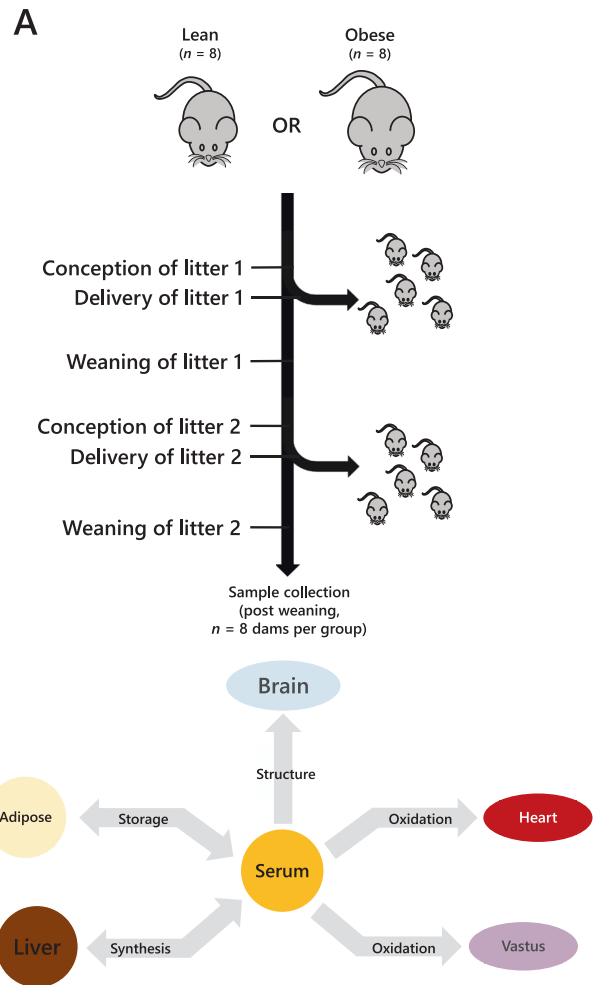 A
Lean
(n = 8)
Obese
(n = 8)
OR
Conception of litter 1
Delivery of litter 1
Weaning of litter 1
Conception of litter 2
Delivery of litter 2
Weaning of litter 2
Sample collection
(post weaning,
n = 8 dams per group)
Brain
Structure
Adipose
Storage
Oxidation
Heart
Serum
Liver
Synthesis
Oxidation
Vastus